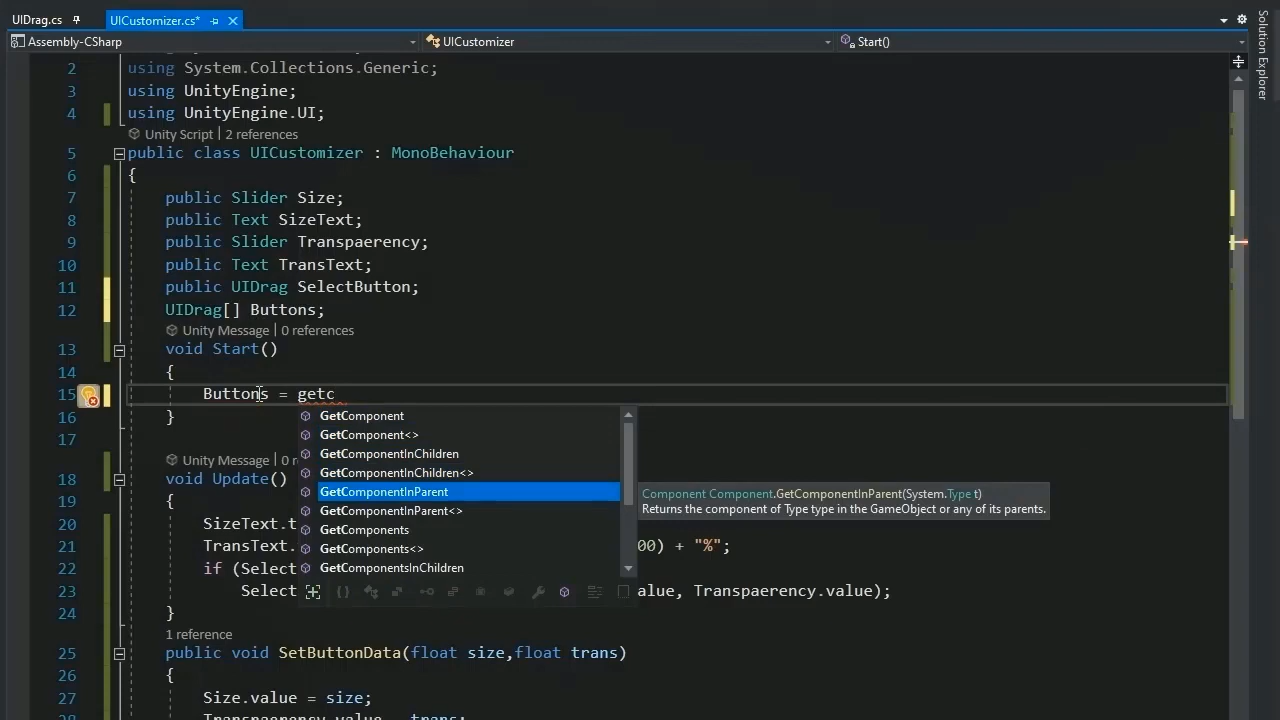 UIDrag.cs
UICustomizer.cs*
Solution Explorer
Assembly-CSharp
UICustomizer
Start()
2 using System.Collections.Generic;
3 using UnityEngine;
4 using UnityEngine.UI;
Unity Script | 2 references
5 public class UICustomizer : MonoBehaviour
6 {
7 public Slider Size;
8 public Text SizeText;
9 public Slider Transpaerency;
10 public Text TransText;
11 public UIDrag SelectButton;
12 UIDrag[] Buttons;
Unity Message | 0 references
13 void Start()
14 {
15 Buttons = getc
16 }
17
GetComponent
GetComponent<>
GetComponentInChildren
GetComponentInChildren<>
GetComponentInParent
GetComponentInParent<>
GetComponents
GetComponents<>
GetComponentsInChildren
Component Component.GetComponentInParent(System.Type t)
Returns the component of Type type in the GameObject or any of its parents.
Unity Message | 0 r
18 void Update()
19 {
20 SizeText.t
21 TransText. 00) + "%";
22 if (Select
23 Select alue, Transpaerency.value);
24 }
1 reference
25 public void SetButtonData(float size,float trans)
26 {
27 Size.value = size;
28 Transpaerency.value = trans;